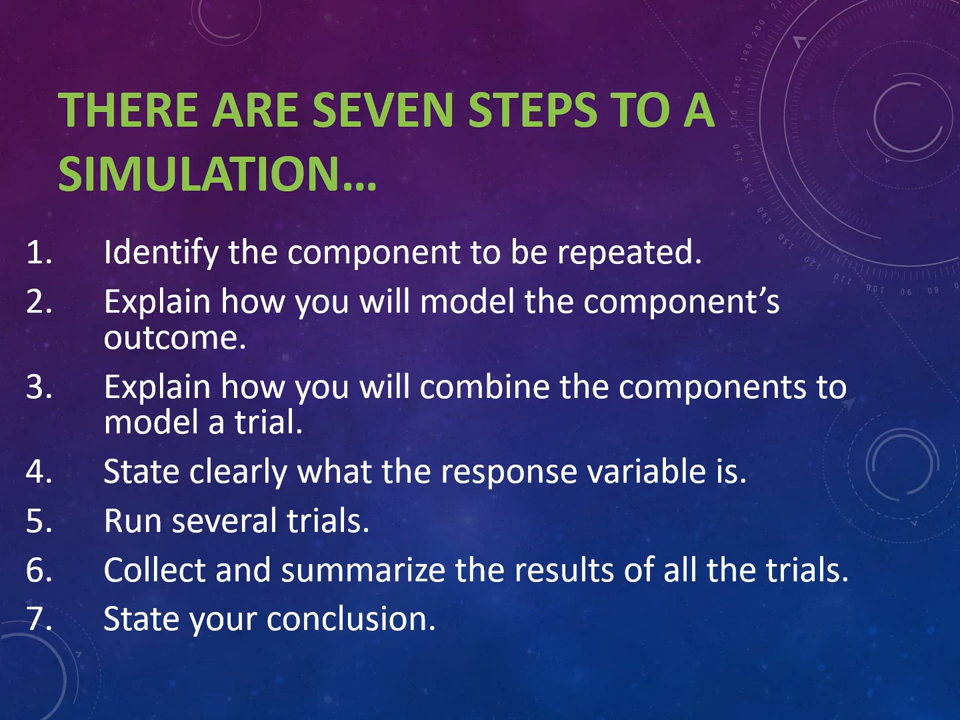 THERE ARE SEVEN STEPS TO A
SIMULATION…
1. Identify the component to be repeated.
2. Explain how you will model the component’s
outcome.
3. Explain how you will combine the components to
model a trial.
4. State clearly what the response variable is.
5. Run several trials.
6. Collect and summarize the results of all the trials.
7. State your conclusion.